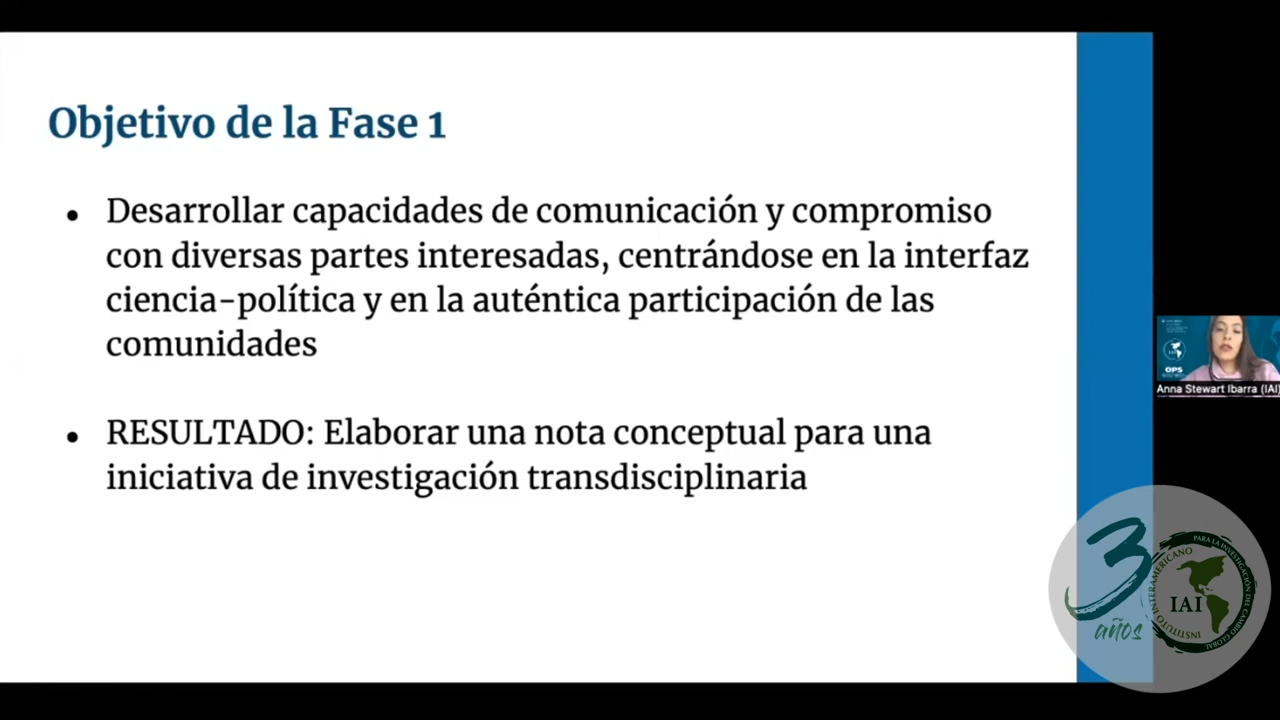 Objetivo de la Fase 1
• Desarrollar capacidades de comunicación y compromiso
con diversas partes interesadas, centrándose en la interfaz
ciencia-política y en la auténtica participación de las
comunidades
• RESULTADO: Elaborar una nota conceptual para una
iniciativa de investigación transdisciplinaria
IAI
OPS
Anna Stewart Ibarra (IAI)
30
años
INSTITUTO INTERAMERICANO
PARA LA INVESTIGACIÓN DEL CAMBIO GLOBAL
IAI